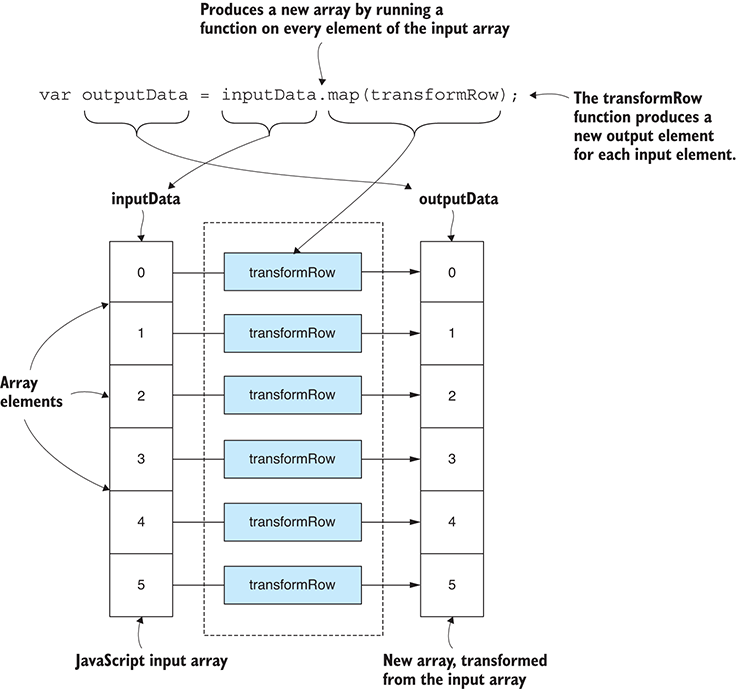 Produces a new array by running a
function on every element of the input array
var outputData = inputData.map(transformRow);
The transformRow
function produces a
new output element
for each input element.
inputData
outputData
0 transformRow 0
1 transformRow 1
Array
elements
2 transformRow 2
3 transformRow 3
4 transformRow 4
5 transformRow 5
JavaScript input array
New array, transformed
from the input array